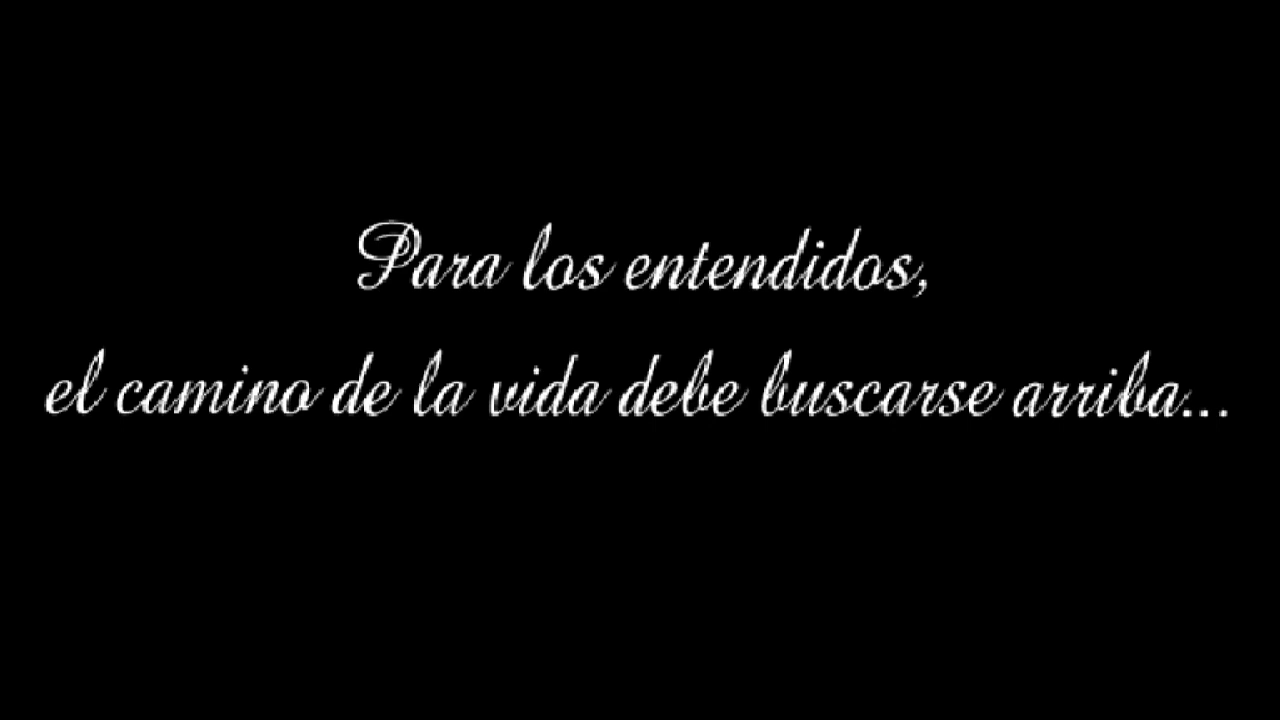 Para los entendidos,
el camino de la vida debe buscarse arriba...